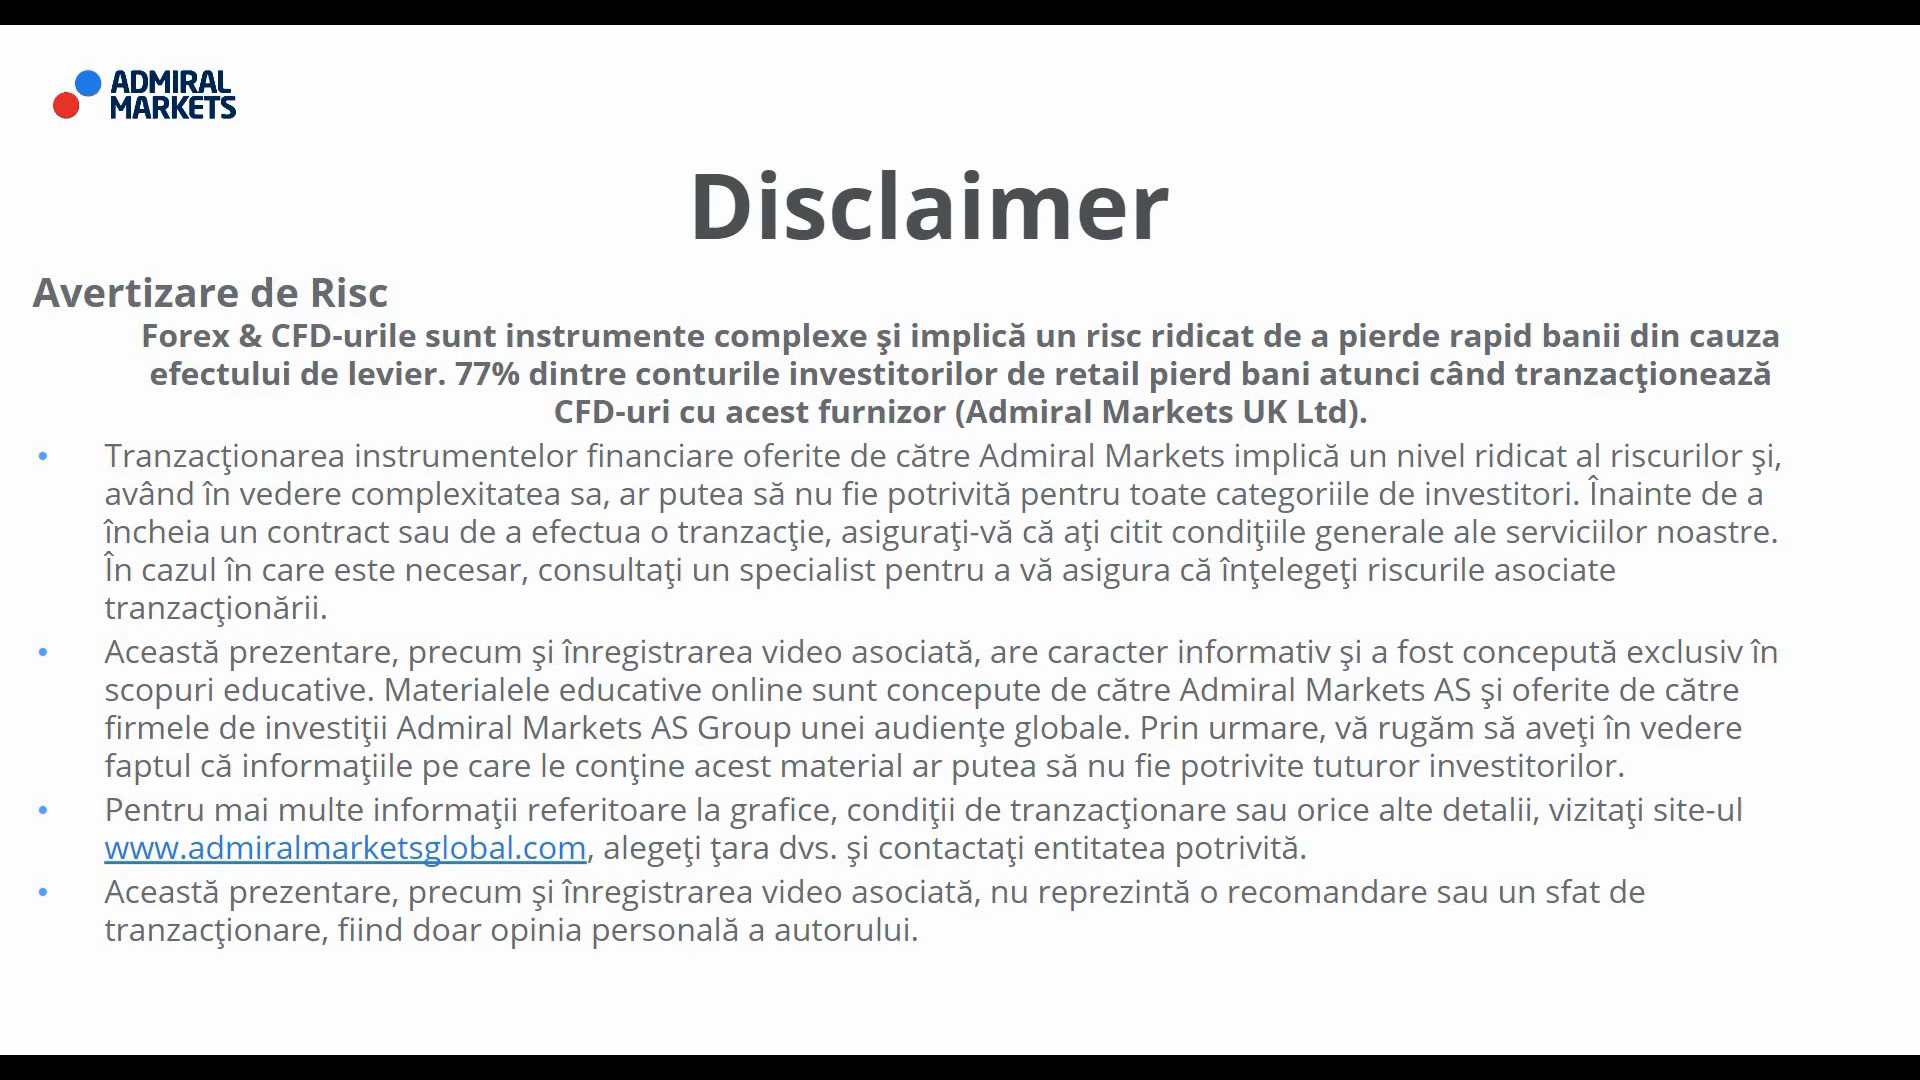 ADMIRAL
MARKETS
Disclaimer
Avertizare de Risc
Forex & CFD-urile sunt instrumente complexe şi implică un risc ridicat de a pierde rapid banii din cauza
efectului de levier. 77% dintre conturile investitorilor de retail pierd bani atunci când tranzacţionează
CFD-uri cu acest furnizor (Admiral Markets UK Ltd).
• Tranzacţionarea instrumentelor financiare oferite de către Admiral Markets implică un nivel ridicat al riscurilor şi,
având în vedere complexitatea sa, ar putea să nu fie potrivită pentru toate categoriile de investitori. Înainte de a
încheia un contract sau de a efectua o tranzacţie, asiguraţi-vă că aţi citit condiţiile generale ale serviciilor noastre.
În cazul în care este necesar, consultaţi un specialist pentru a vă asigura că înţelegeţi riscurile asociate
tranzacţionării.
• Această prezentare, precum şi înregistrarea video asociată, are caracter informativ şi a fost concepută exclusiv în
scopuri educative. Materialele educative online sunt concepute de către Admiral Markets AS şi oferite de către
firmele de investiţii Admiral Markets AS Group unei audienţe globale. Prin urmare, vă rugăm să aveţi în vedere
faptul că informaţiile pe care le conţine acest material ar putea să nu fie potrivite tuturor investitorilor.
• Pentru mai multe informaţii referitoare la grafice, condiţii de tranzacţionare sau orice alte detalii, vizitaţi site-ul
www.admiralmarketsglobal.com, alegeţi ţara dvs. şi contactaţi entitatea potrivită.
• Această prezentare, precum şi înregistrarea video asociată, nu reprezintă o recomandare sau un sfat de
tranzacţionare, fiind doar opinia personală a autorului.